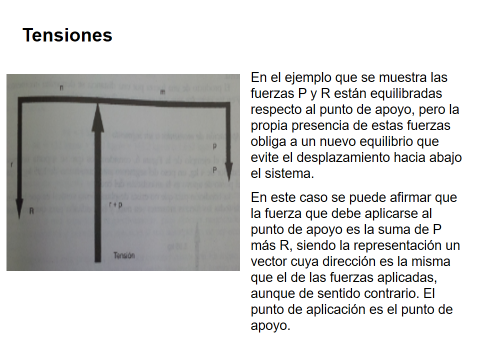 Tensiones
n
m
r
R
p
P
r + p
Tensión
En el ejemplo que se muestra las
fuerzas P y R están equilibradas
respecto al punto de apoyo, pero la
propia presencia de estas fuerzas
obliga a un nuevo equilibrio que
evite el desplazamiento hacia abajo
el sistema.
En este caso se puede afirmar que
la fuerza que debe aplicarse al
punto de apoyo es la suma de P
más R, siendo la representación un
vector cuya dirección es la misma
que el de las fuerzas aplicadas,
aunque de sentido contrario. El
punto de aplicación es el punto de
apoyo.